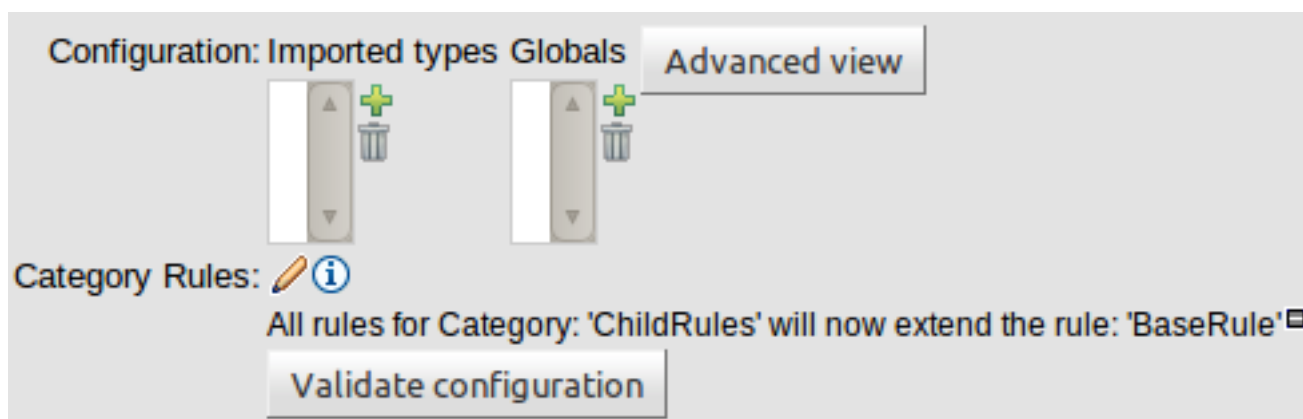 Configuration: Imported types Globals Advanced view
Category Rules:
All rules for Category: 'ChildRules' will now extend the rule: 'BaseRule'
Validate configuration